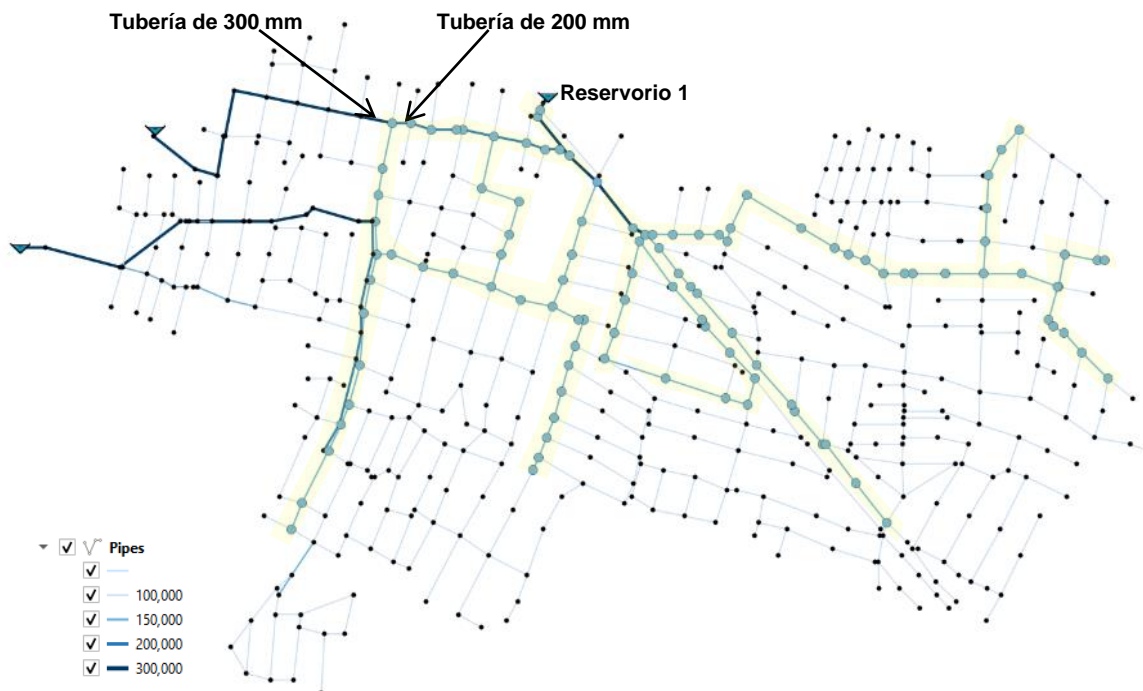 Tubería de 300 mm
Tubería de 200 mm
Reservorio 1
Pipes
100,000
150,000
200,000
300,000